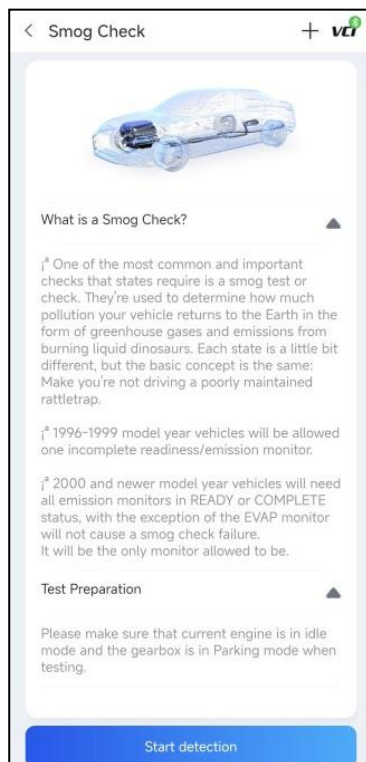 < Smog Check + VCI
What is a Smog Check?
¡ª One of the most common and important
checks that states require is a smog test or
check. They're used to determine how much
pollution your vehicle returns to the Earth in the
form of greenhouse gases and emissions from
burning liquid dinosaurs. Each state is a little bit
different, but the basic concept is the same:
Make you're not driving a poorly maintained
rattletrap.
¡ª 1996-1999 model year vehicles will be allowed
one incomplete readiness/emission monitor.
¡ª 2000 and newer model year vehicles will need
all emission monitors in READY or COMPLETE
status, with the exception of the EVAP monitor
will not cause a smog check failure.
It will be the only monitor allowed to be.
Test Preparation
Please make sure that current engine is in idle
mode and the gearbox is in Parking mode when
testing.
Start detection